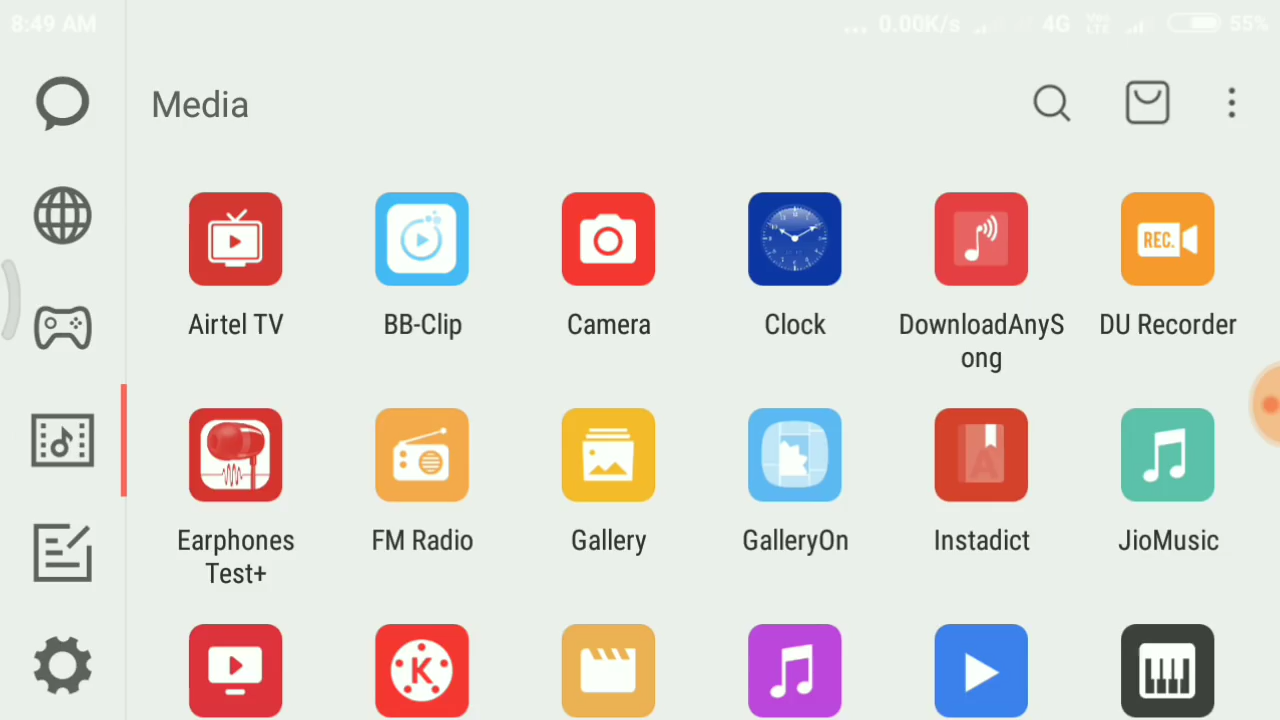 8:49 AM
... 0.00K/s 4G VoLTE 55%
Media
REC.
Airtel TV
BB-Clip
Camera
Clock
DownloadAnyS
ong
DU Recorder
A
Earphones
Test+
FM Radio
Gallery
GalleryOn
Instadict
JioMusic
K